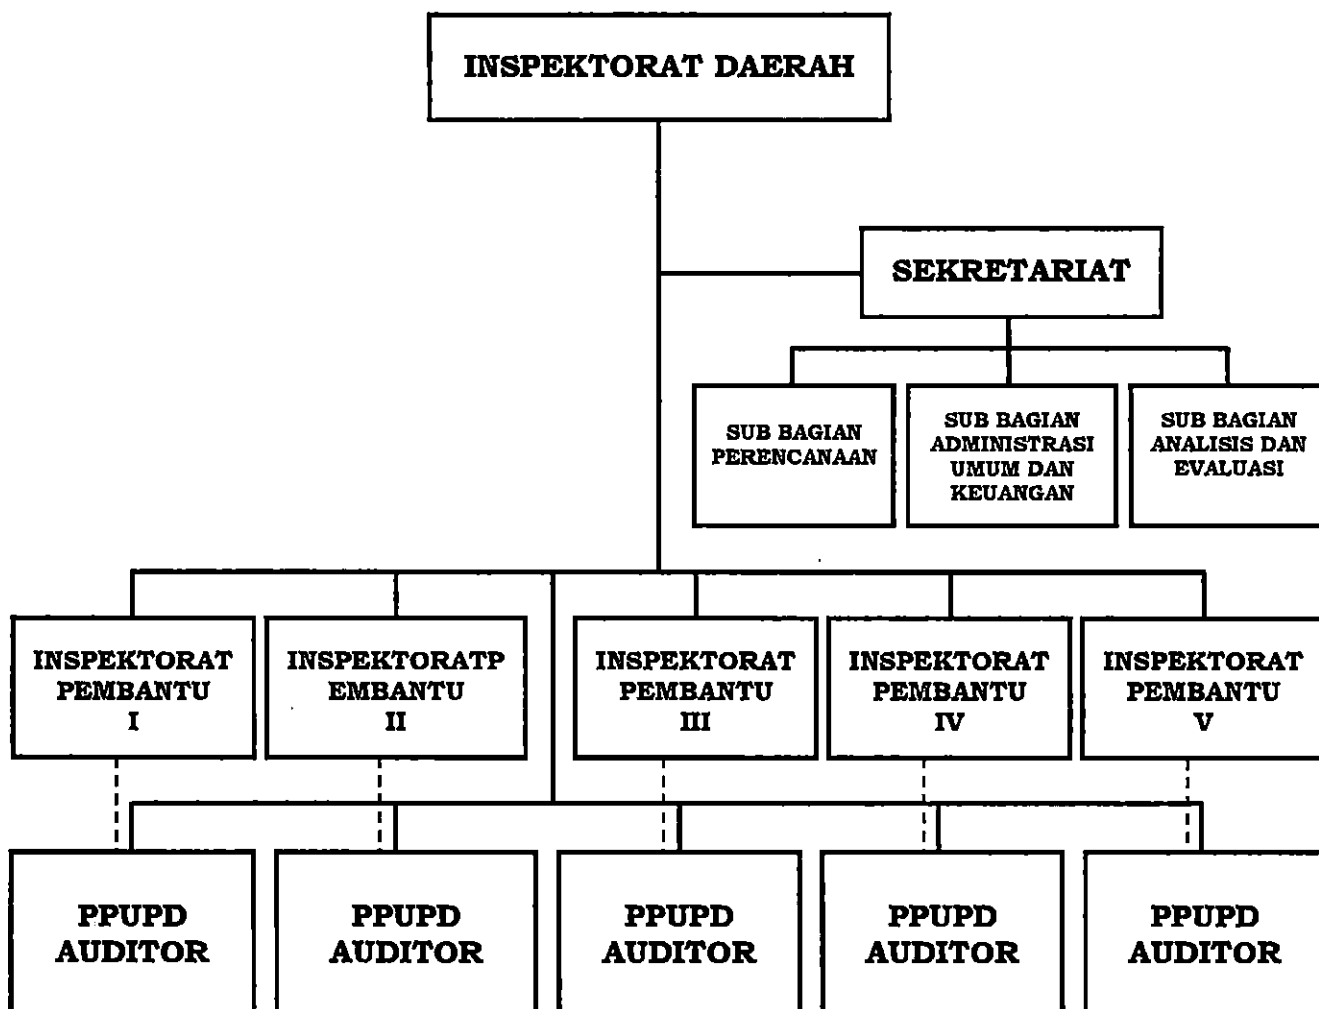 INSPEKTORAT DAERAH
SEKRETARIAT
SUB BAGIAN
PERENCANAAN
SUB BAGIAN
ADMINISTRASI
UMUM DAN
KEUANGAN
SUB BAGIAN
ANALISIS DAN
EVALUASI
INSPEKTORAT
PEMBANTU
I
INSPEKTORATP
EMBANTU
II
INSPEKTORAT
PEMBANTU
III
INSPEKTORAT
PEMBANTU
IV
INSPEKTORAT
PEMBANTU
V
PPUPD
AUDITOR
PPUPD
AUDITOR
PPUPD
AUDITOR
PPUPD
AUDITOR
PPUPD
AUDITOR